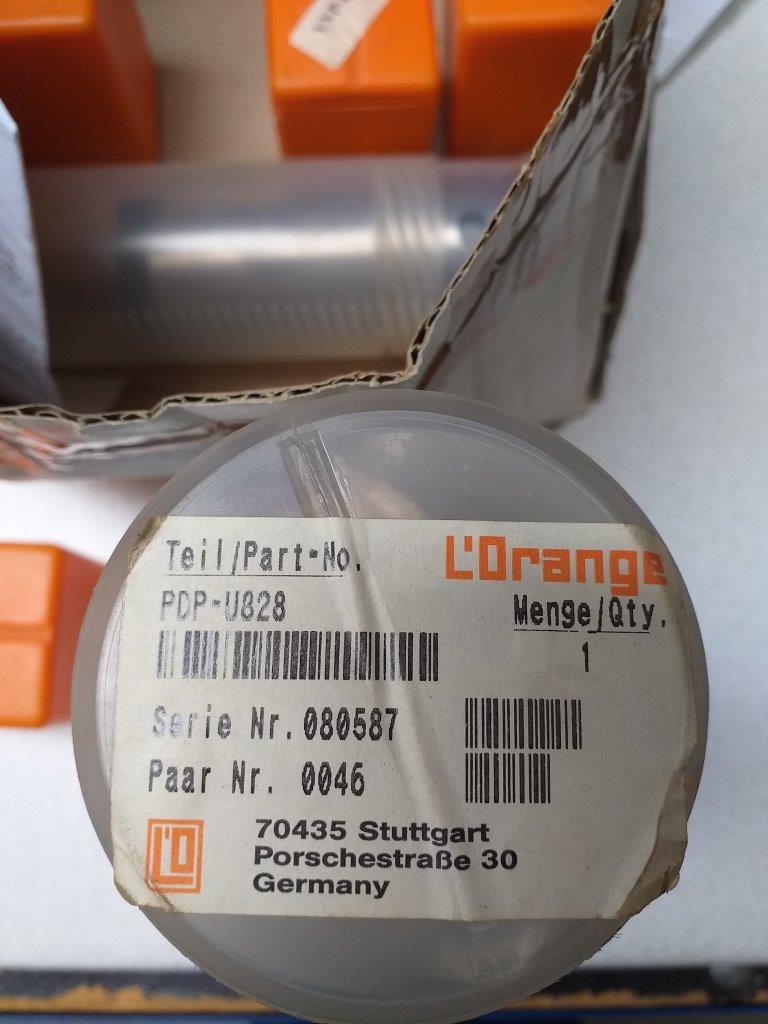 Teil/Part-No.
L'Orange
PDP-U828
Menge/Qty.
1
Serie Nr. 080587
Paar Nr. 0046
L'O
70435 Stuttgart
Porschestraße 30
Germany